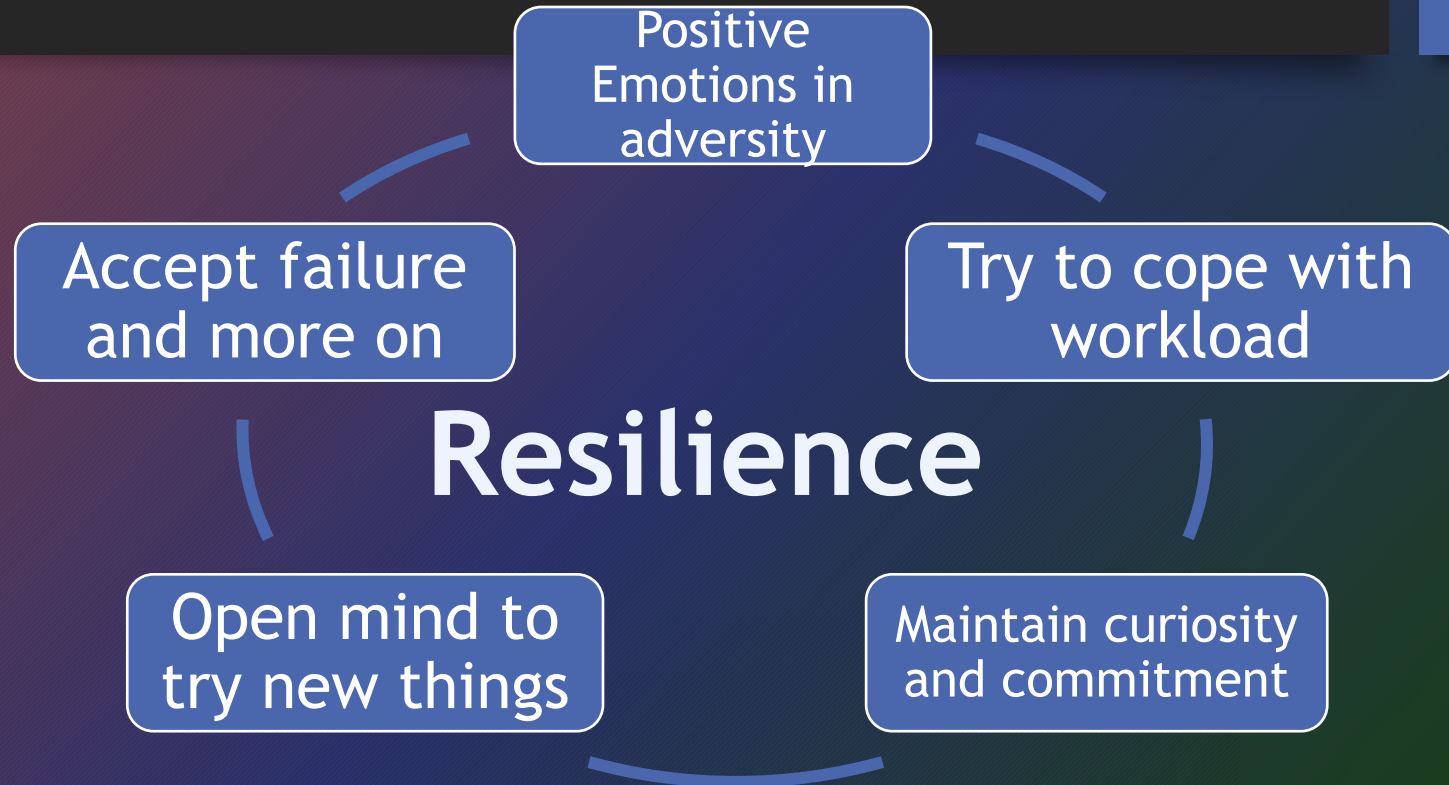 Positive
Emotions in
adversity
Accept failure
and more on
Try to cope with
workload
Resilience
Open mind to
try new things
Maintain curiosity
and commitment